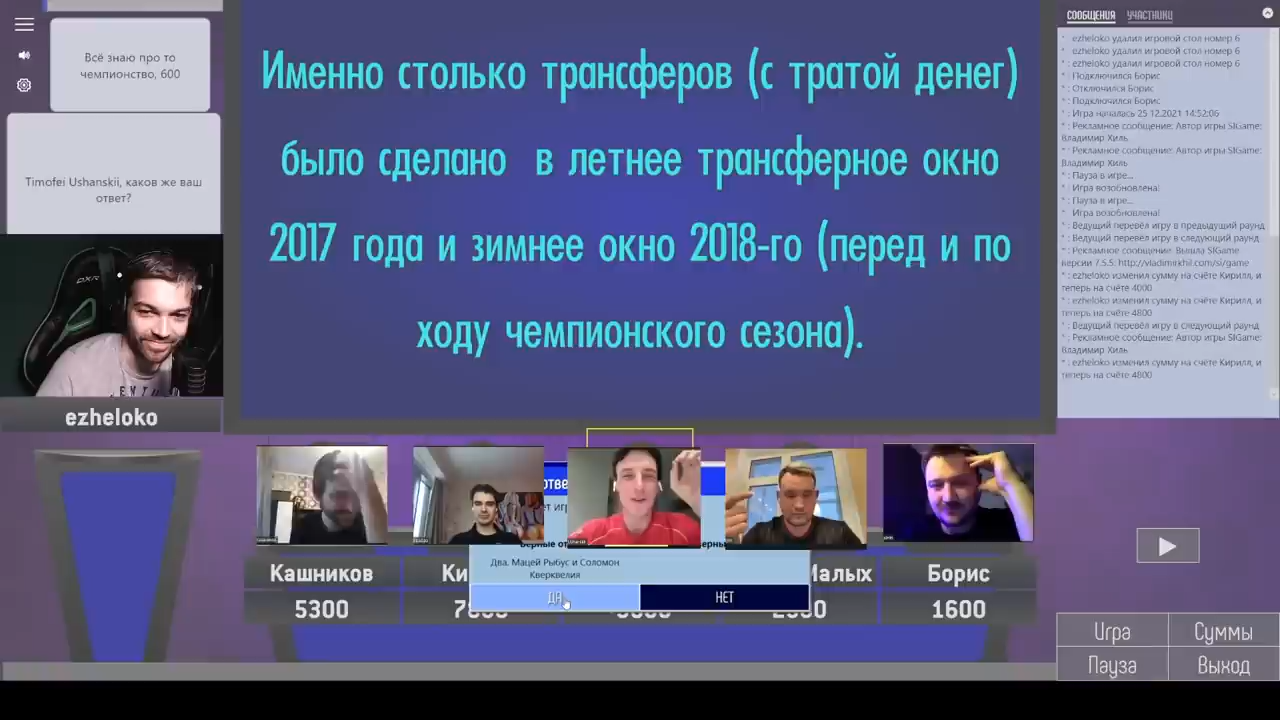 Всё знаю про то
чемпионство, 600
Timofei Ushanskii, каков же ваш
ответ?
Именно столько трансферов (с тратой денег)
было сделано в летнее трансферное окно
2017 года и зимнее окно 2018-го (перед и по
ходу чемпионского сезона).
СООБЩЕНИЯ УЧАСТНИКИ
* : ezheloko удалил игровой стол номер 6
* : ezheloko удалил игровой стол номер 6
* : ezheloko удалил игровой стол номер 6
* : Подключился Борис
* : Отключился Борис
* : Подключился Борис
* : Игра началась 25.12.2021 14:52:06
* : Рекламное сообщение: Автор игры SIGame:
Владимир Хиль
* : Рекламное сообщение: Автор игры SIGame:
Владимир Хиль
* : Пауза в игре...
* : Игра возобновлена!
* : Пауза в игре...
* : Игра возобновлена!
* : Ведущий перевёл игру в предыдущий раунд
* : Ведущий перевёл игру в следующий раунд
* : Рекламное сообщение: Вышла SIGame
версии 7.5.5: http://vladimirkhil.com/si/game
* : ezheloko изменил сумму на счёте Кирилл, и
теперь на счёте 4000
* : ezheloko изменил сумму на счёте Кирилл, и
теперь на счёте 4800
* : Ведущий перевёл игру в следующий раунд
* : Рекламное сообщение: Автор игры SIGame:
Владимир Хиль
* : ezheloko изменил сумму на счёте Кирилл, и
теперь на счёте 4800
DXR
ezheloko
Два. Мацей Рыбус и Соломон
Кверквелия
ДА НЕТ
Кашников Ки Малых Борис
5300 1600
Игра Суммы
Пауза Выход